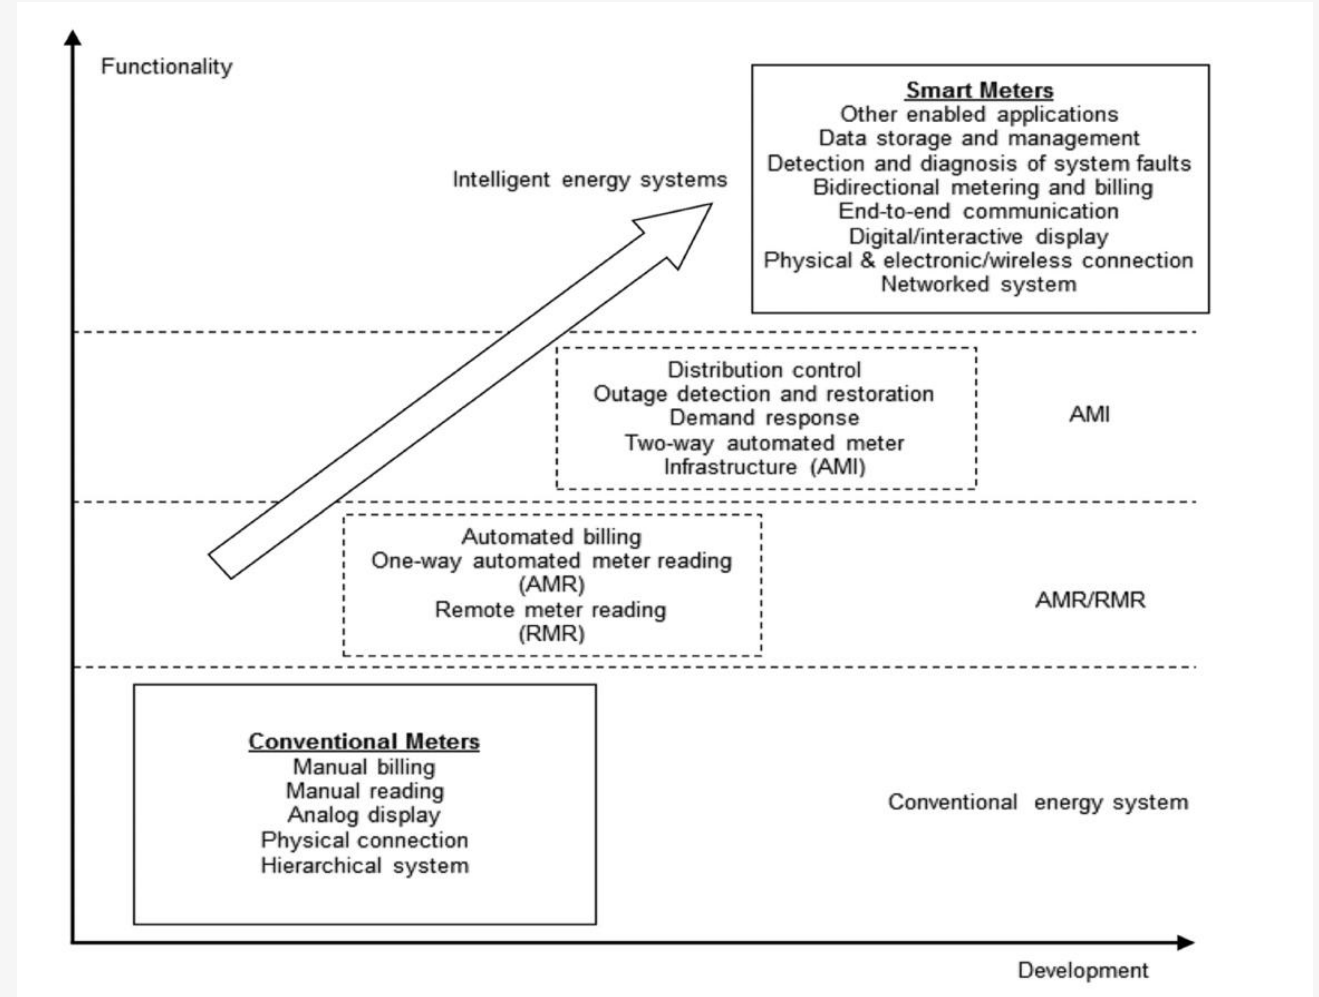 Functionality
Smart Meters
Other enabled applications
Data storage and management
Detection and diagnosis of system faults
Bidirectional metering and billing
End-to-end communication
Digital/interactive display
Physical & electronic/wireless connection
Networked system
Intelligent energy systems
Distribution control
Outage detection and restoration
Demand response
Two-way automated meter
Infrastructure (AMI)
AMI
Automated billing
One-way automated meter reading
(AMR)
Remote meter reading
(RMR)
AMR/RMR
Conventional Meters
Manual billing
Manual reading
Analog display
Physical connection
Hierarchical system
Conventional energy system
Development